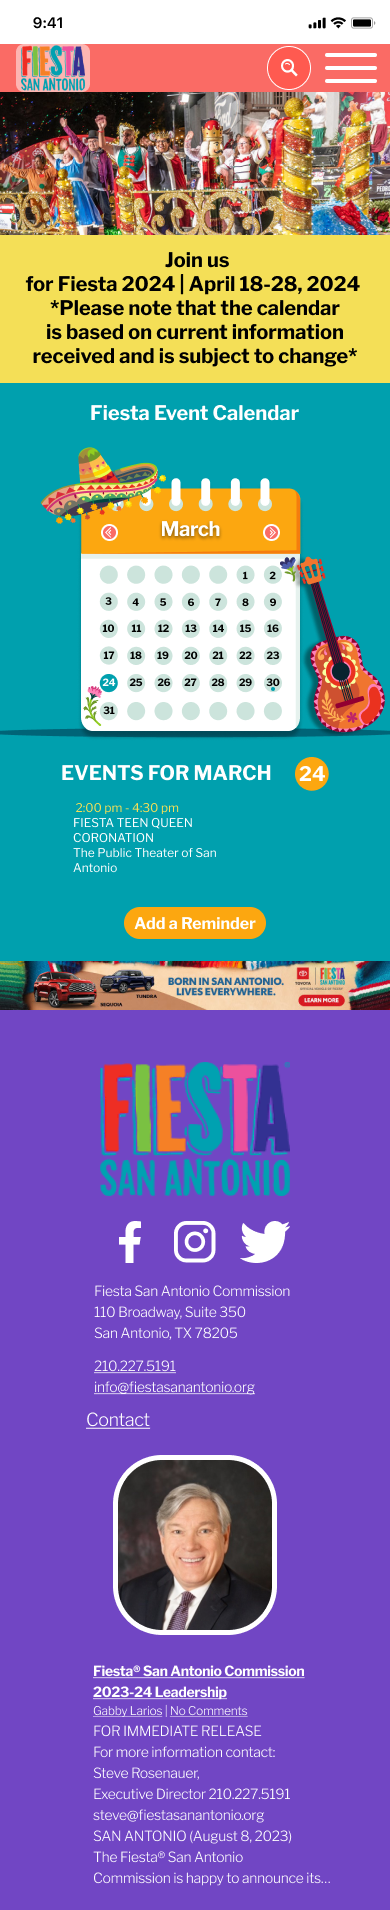 9:41
FIESTA
SAN ANTONIO
Join us
for Fiesta 2024 | April 18-28, 2024
*Please note that the calendar
is based on current information
received and is subject to change*
Fiesta Event Calendar
March
1 2
3 4 5 6 7 8 9
10 11 12 13 14 15 16
17 18 19 20 21 22 23
24 25 26 27 28 29 30
31
EVENTS FOR MARCH 24
2:00 pm - 4:30 pm
FIESTA TEEN QUEEN
CORONATION
The Public Theater of San
Antonio
Add a Reminder
SEQUOIA
TUNDRA
BORN IN SAN ANTONIO.
LIVES EVERYWHERE.
TOYOTA
FIESTA
SAN ANTONIO
LEARN MORE
FIESTA
SAN ANTONIO
Fiesta San Antonio Commission
110 Broadway, Suite 350
San Antonio, TX 78205
210.227.5191
info@fiestasanantonio.org
Contact
Fiesta® San Antonio Commission
2023-24 Leadership
Gabby Larios | No Comments
FOR IMMEDIATE RELEASE
For more information contact:
Steve Rosenauer,
Executive Director 210.227.5191
steve@fiestasanantonio.org
SAN ANTONIO (August 8, 2023)
The Fiesta® San Antonio
Commission is happy to announce its...